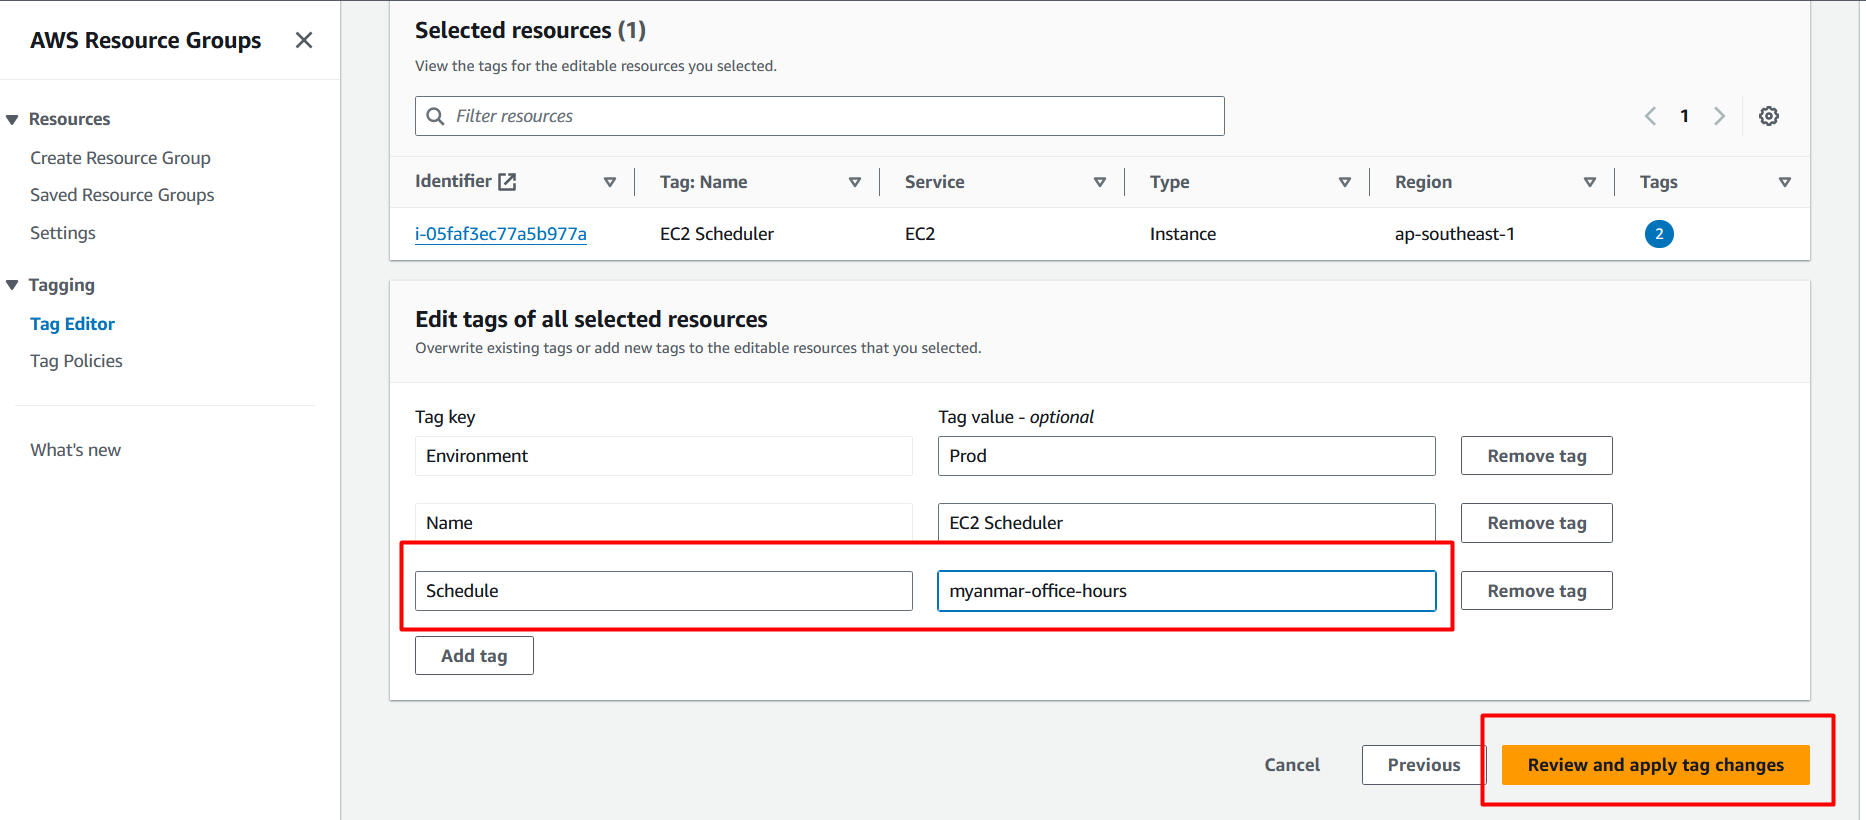 AWS Resource Groups
Resources
Create Resource Group
Saved Resource Groups
Settings
Tagging
Tag Editor
Tag Policies
What's new
Selected resources (1)
View the tags for the editable resources you selected.
Filter resources
1
Identifier Tag: Name Service Type Region Tags
i-05faf3ec77a5b977a EC2 Scheduler EC2 Instance ap-southeast-1 2
Edit tags of all selected resources
Overwrite existing tags or add new tags to the editable resources that you selected.
Tag key Tag value - optional
Environment Prod Remove tag
Name EC2 Scheduler Remove tag
Schedule myanmar-office-hours Remove tag
Add tag
Cancel Previous Review and apply tag changes